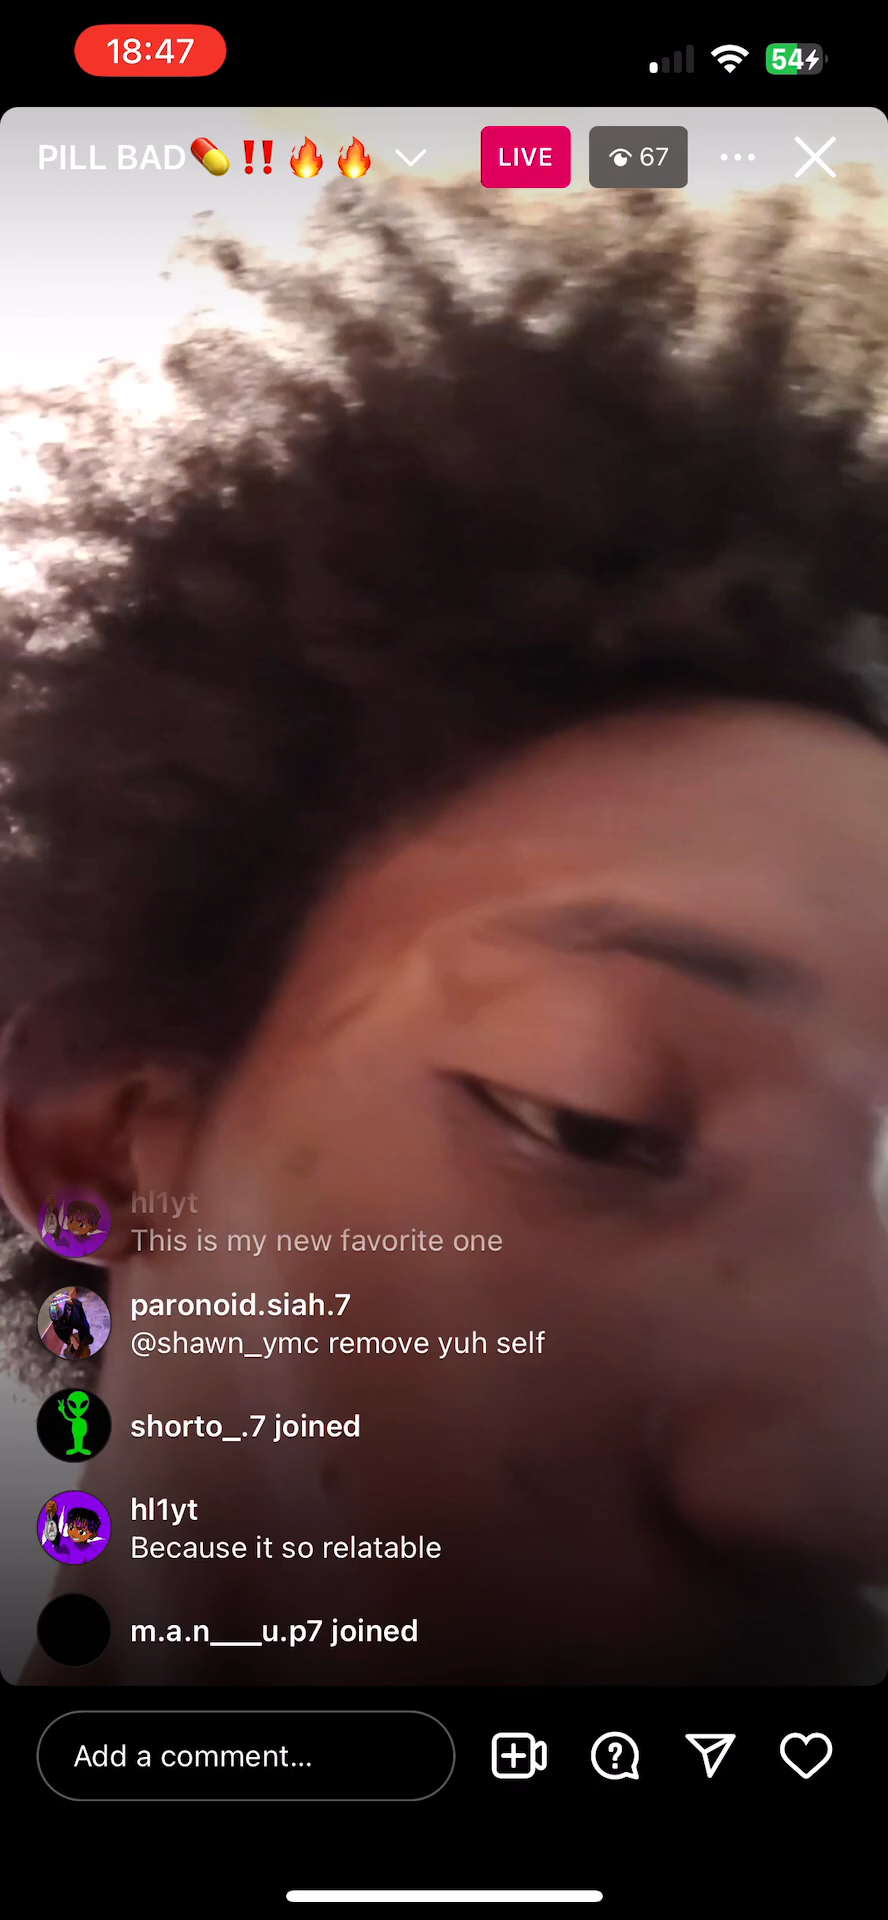 18:47
54
PILL BAD💊‼️🔥🔥
LIVE
67
hl1yt
This is my new favorite one
paronoid.siah.7
@shawn_ymc remove yuh self
shorto_.7 joined
hl1yt
Because it so relatable
m.a.n___u.p7 joined
Add a comment...